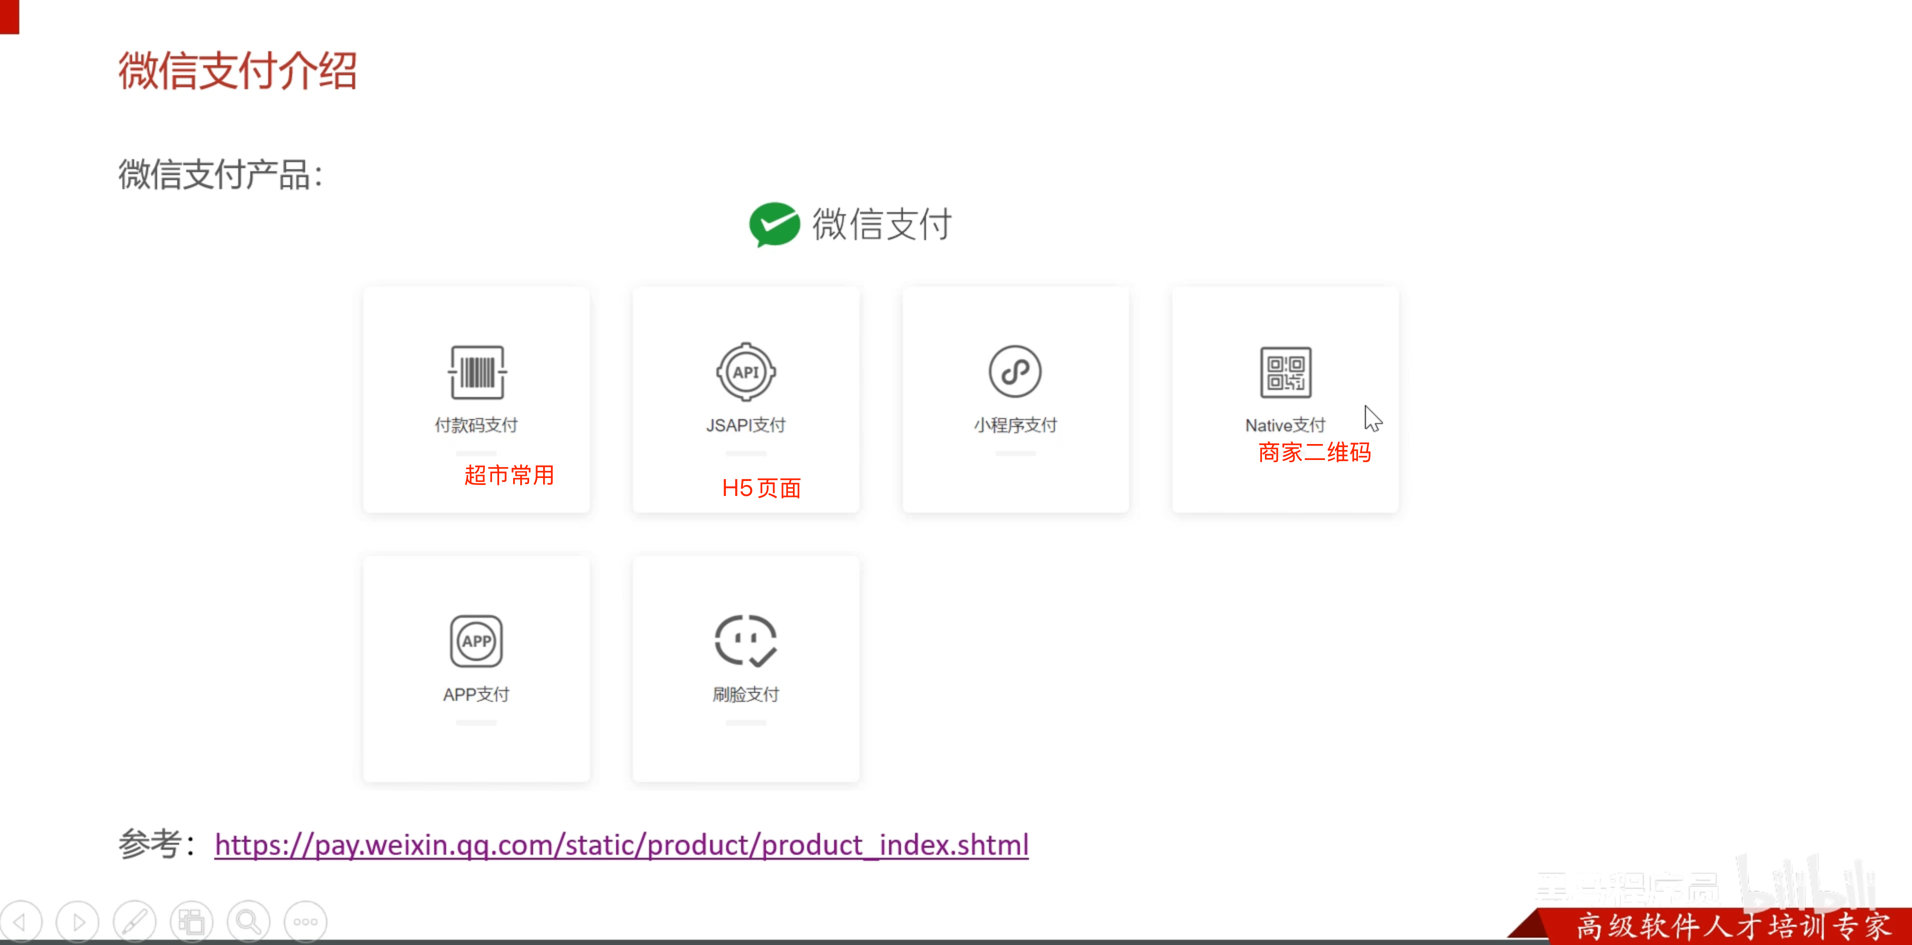 微信支付介绍
微信支付产品：
微信支付
付款码支付
超市常用
API
JSAPI支付
H5页面
小程序支付
Native支付
商家二维码
APP
APP支付
刷脸支付
参考：https://pay.weixin.qq.com/static/product/product_index.shtml
bilibili
高级软件人才培训专家